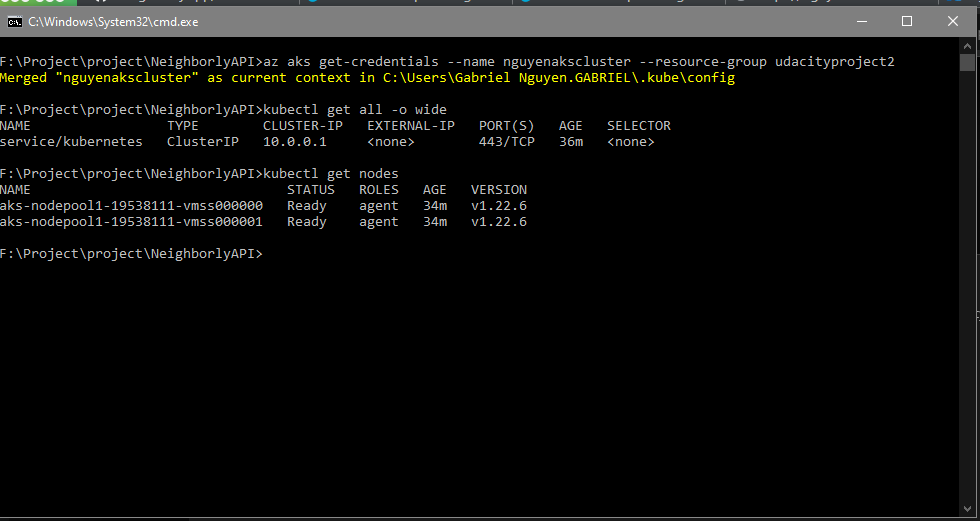 C:\Windows\System32\cmd.exe
F:\Project\project\NeighborlyAPI>az aks get-credentials --name nguyenakscluster --resource-group udacityproject2
Merged "nguyenakscluster" as current context in C:\Users\Gabriel Nguyen.GABRIEL\.kube\config
F:\Project\project\NeighborlyAPI>kubectl get all -o wide
NAME TYPE CLUSTER-IP EXTERNAL-IP PORT(S) AGE SELECTOR
service/kubernetes ClusterIP 10.0.0.1 <none> 443/TCP 36m <none>
F:\Project\project\NeighborlyAPI>kubectl get nodes
NAME STATUS ROLES AGE VERSION
aks-nodepool1-19538111-vmss000000 Ready agent 34m v1.22.6
aks-nodepool1-19538111-vmss000001 Ready agent 34m v1.22.6
F:\Project\project\NeighborlyAPI>